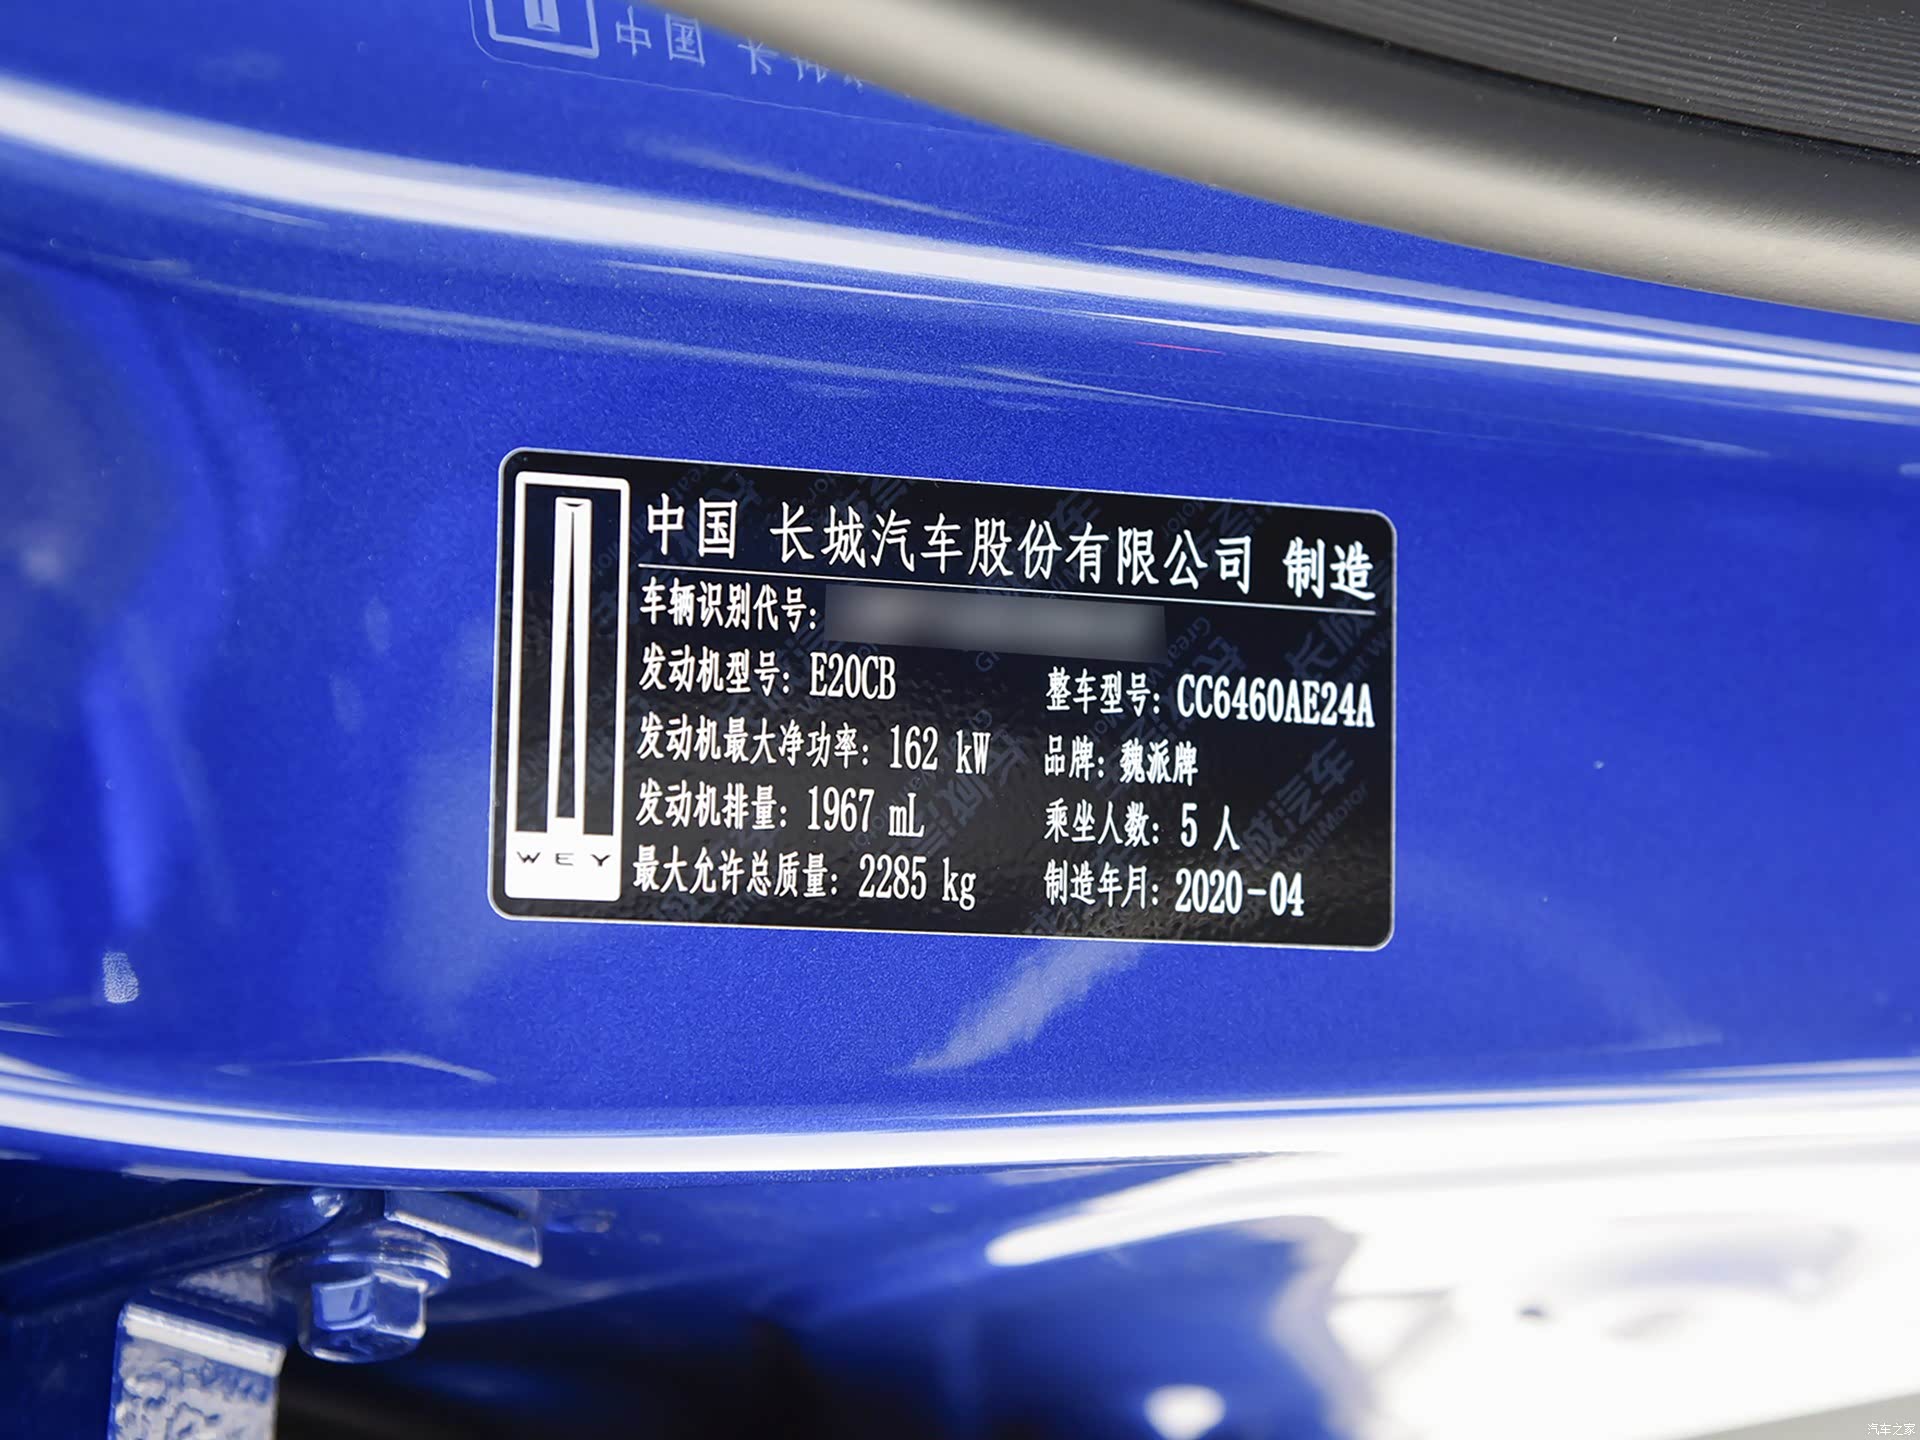 中国 长
中国 长城汽车股份有限公司 制造
车辆识别代号:
发动机型号: E20CB 整车型号: CC6460AE24A
发动机最大净功率: 162 kW 品牌: 魏派牌
发动机排量: 1967 mL 乘坐人数: 5 人
最大允许总质量: 2285 kg 制造年月: 2020-04
WEY
汽车之家